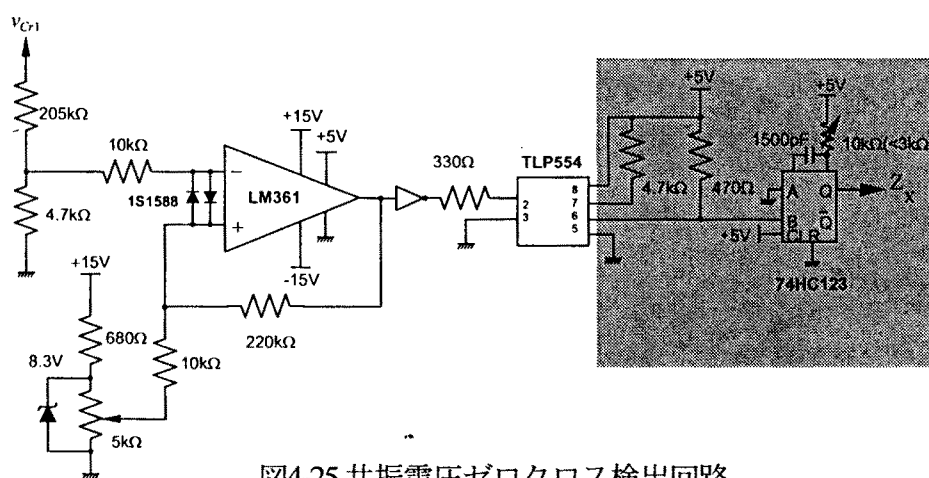 vCr1
205kΩ
4.7kΩ
10kΩ
1S1588
−
+
LM361
+15V
+5V
-15V
220kΩ
+15V
680Ω
8.3V
5kΩ
10kΩ
330Ω
TLP554
2
3
8
7
6
5
+5V
4.7kΩ
470Ω
+5V
1500pF
10kΩ(<3kΩ
A
Q
B
Q̄
CLR
+5V
Zx
74HC123
図4.25 共振電圧ゼロクロス検出回路